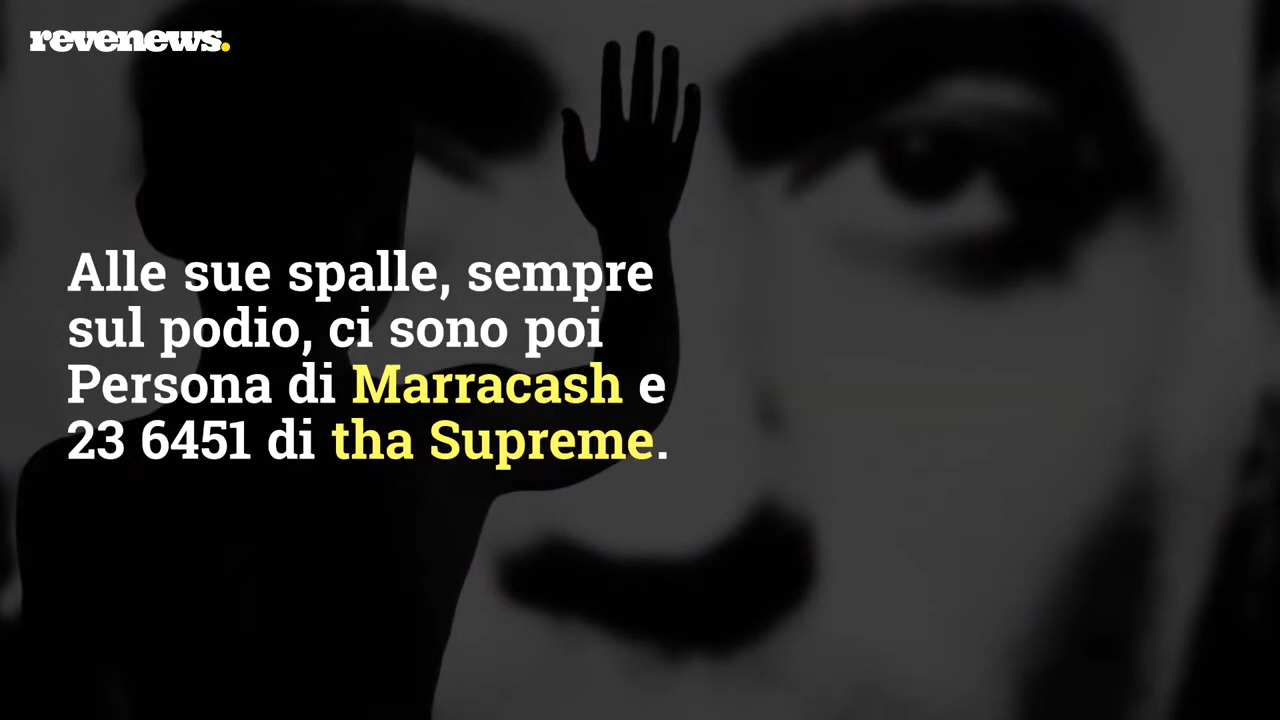 revenews.
Alle sue spalle, sempre
sul podio, ci sono poi
Persona di Marracash e
23 6451 di tha Supreme.